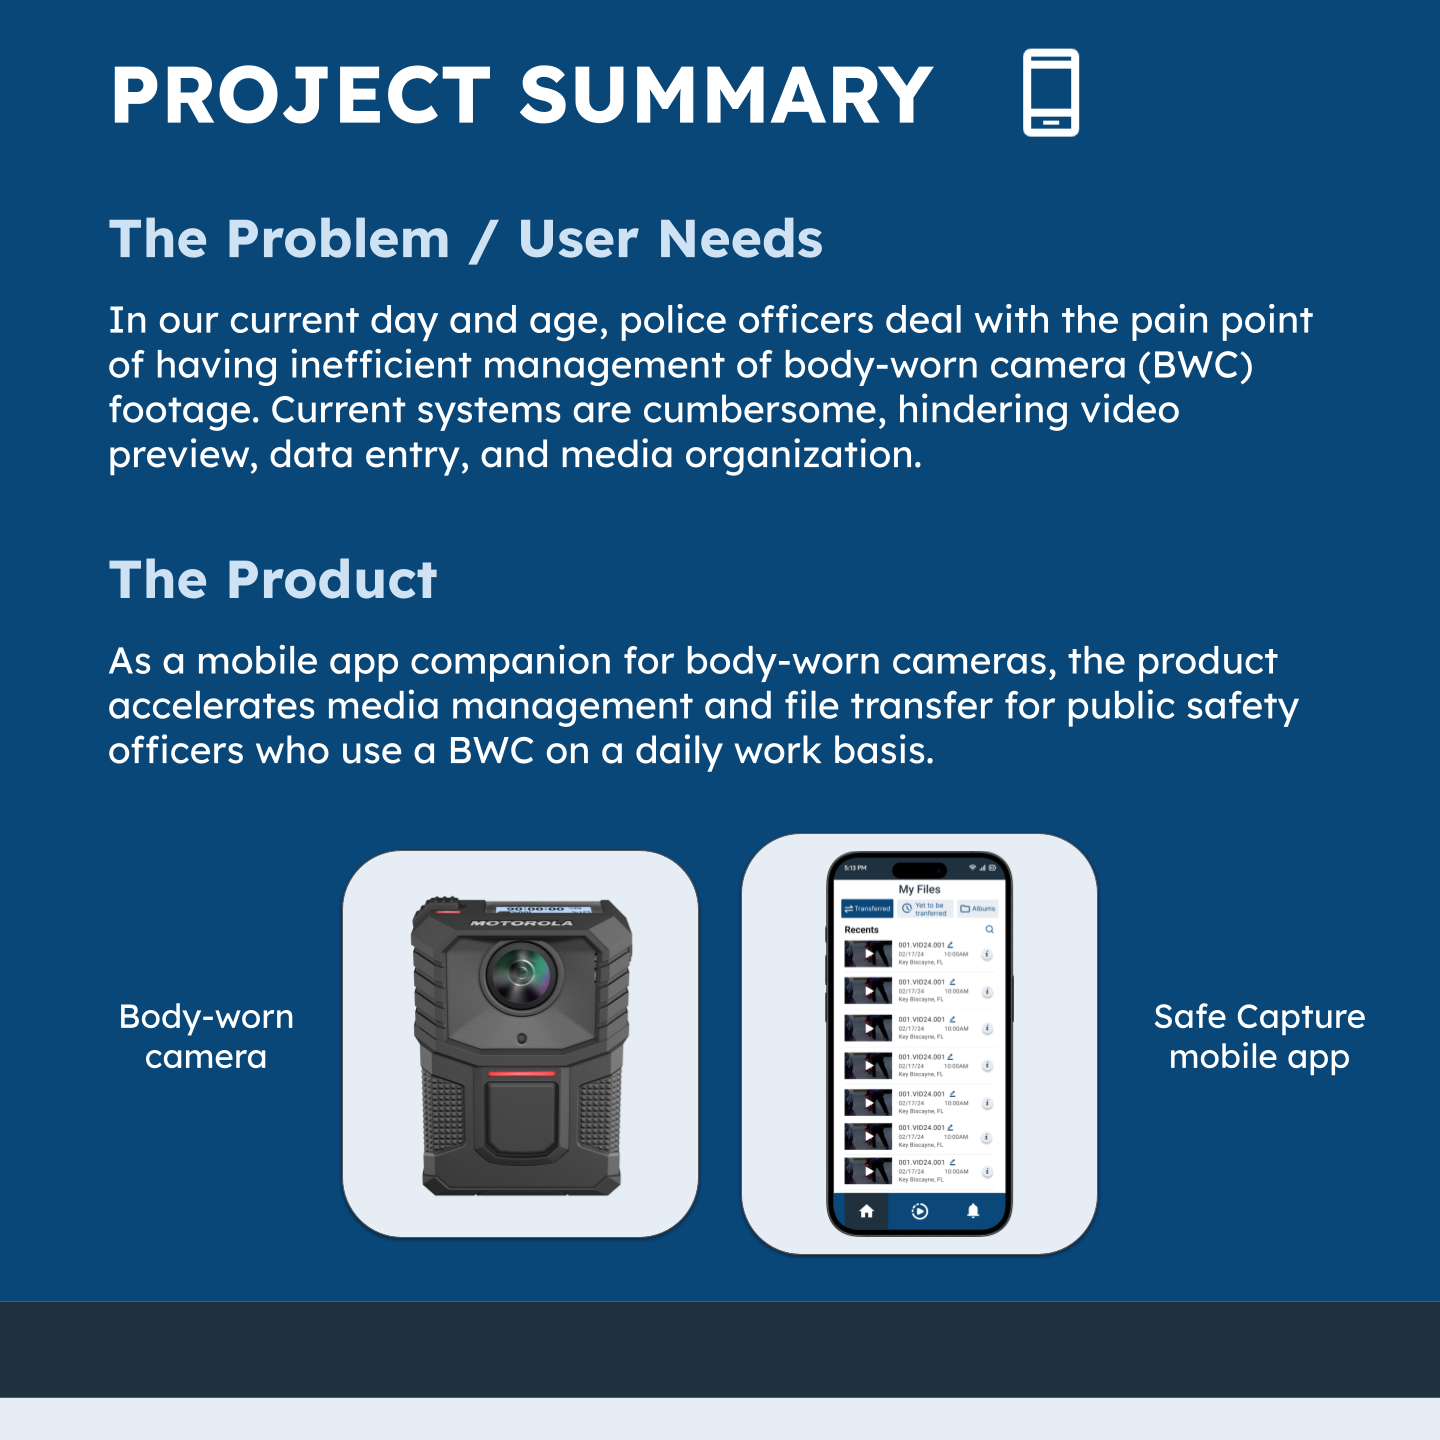 PROJECT SUMMARY
The Problem / User Needs
In our current day and age, police officers deal with the pain point
of having inefficient management of body-worn camera (BWC)
footage. Current systems are cumbersome, hindering video
preview, data entry, and media organization.
The Product
As a mobile app companion for body-worn cameras, the product
accelerates media management and file transfer for public safety
officers who use a BWC on a daily work basis.
Body-worn
camera
MOTOROLA
5:13 PM
My Files
Transferred
Yet to be
tranferred
Albums
Recents
001.VID24.001
02/17/24 10:00AM
Key Biscayne, FL
001.VID24.001
02/17/24 10:00AM
Key Biscayne, FL
001.VID24.001
02/17/24 10:00AM
Key Biscayne, FL
001.VID24.001
02/17/24 10:00AM
Key Biscayne, FL
001.VID24.001
02/17/24 10:00AM
Key Biscayne, FL
001.VID24.001
02/17/24 10:00AM
Key Biscayne, FL
001.VID24.001
02/17/24 10:00AM
Key Biscayne, FL
Safe Capture
mobile app